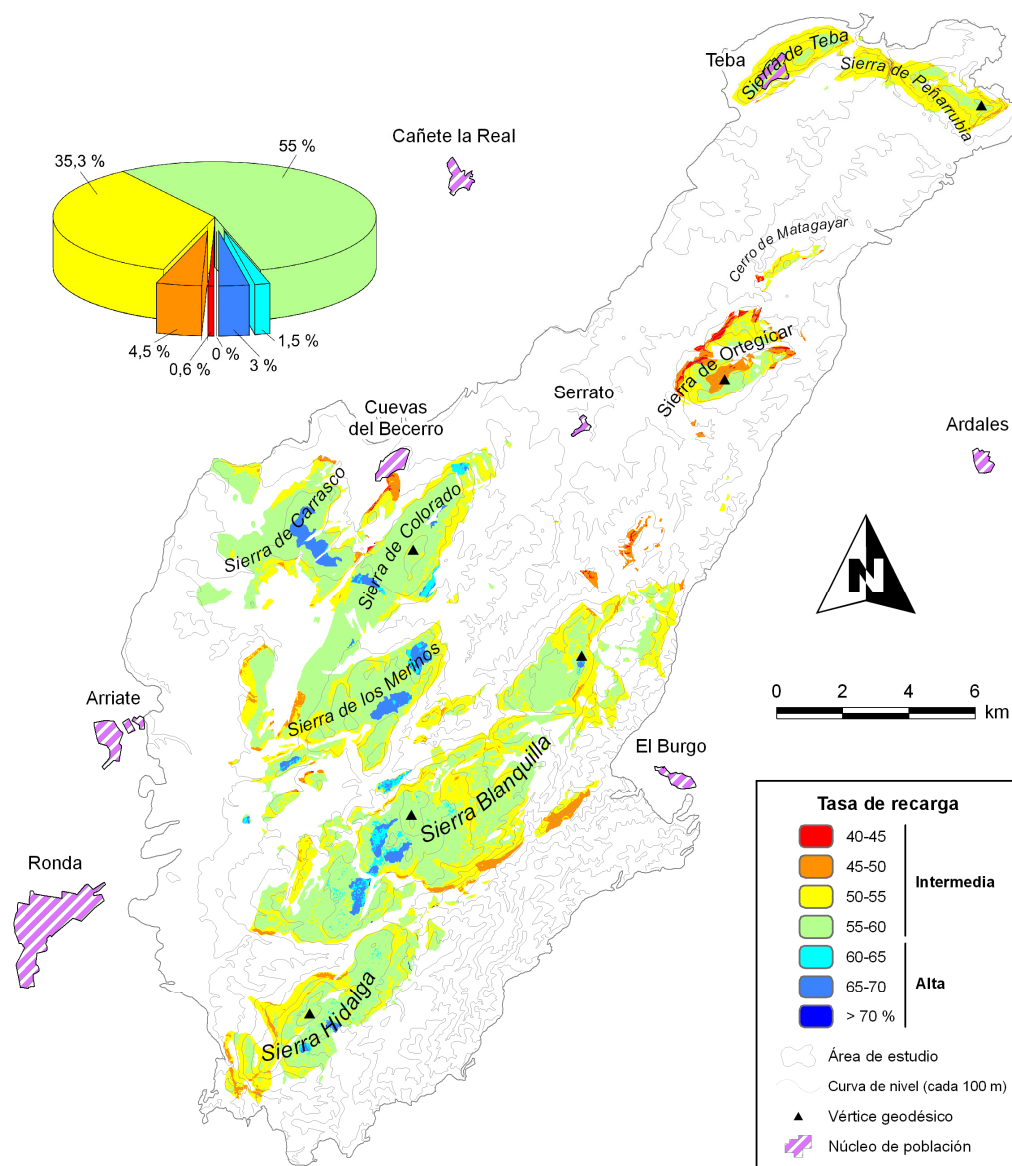 Teba
Sierra de Teba
Sierra de Peñarrubia
Cañete la Real
55 %
35,3 %
4,5 %
0,6 %
0 %
3 %
1,5 %
Cerro de Matagayar
Sierra de Ortegícar
Serrato
Cuevas
del Becerro
Ardales
Sierra de Carrasco
Sierra de Colorado
N
Sierra de los Merinos
Arriate
0 2 4 6 km
El Burgo
Sierra Blanquilla
Ronda
Sierra Hidalga
Tasa de recarga
40-45
45-50
50-55
55-60
Intermedia
60-65
65-70
> 70 %
Alta
Área de estudio
Curva de nivel (cada 100 m)
Vértice geodésico
Núcleo de población